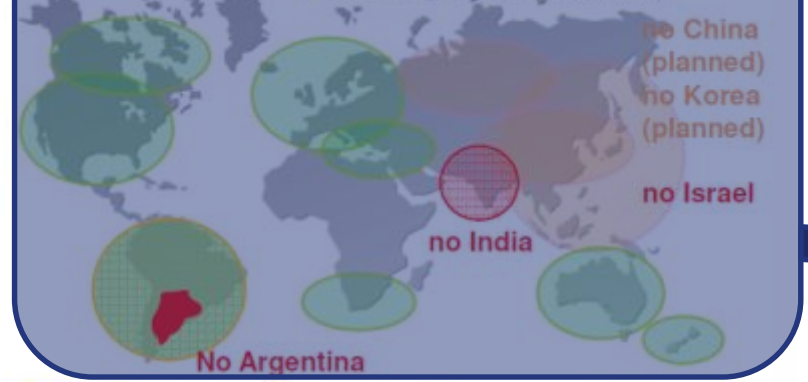 no China
(planned)
no Korea
(planned)
no Israel
no India
No Argentina